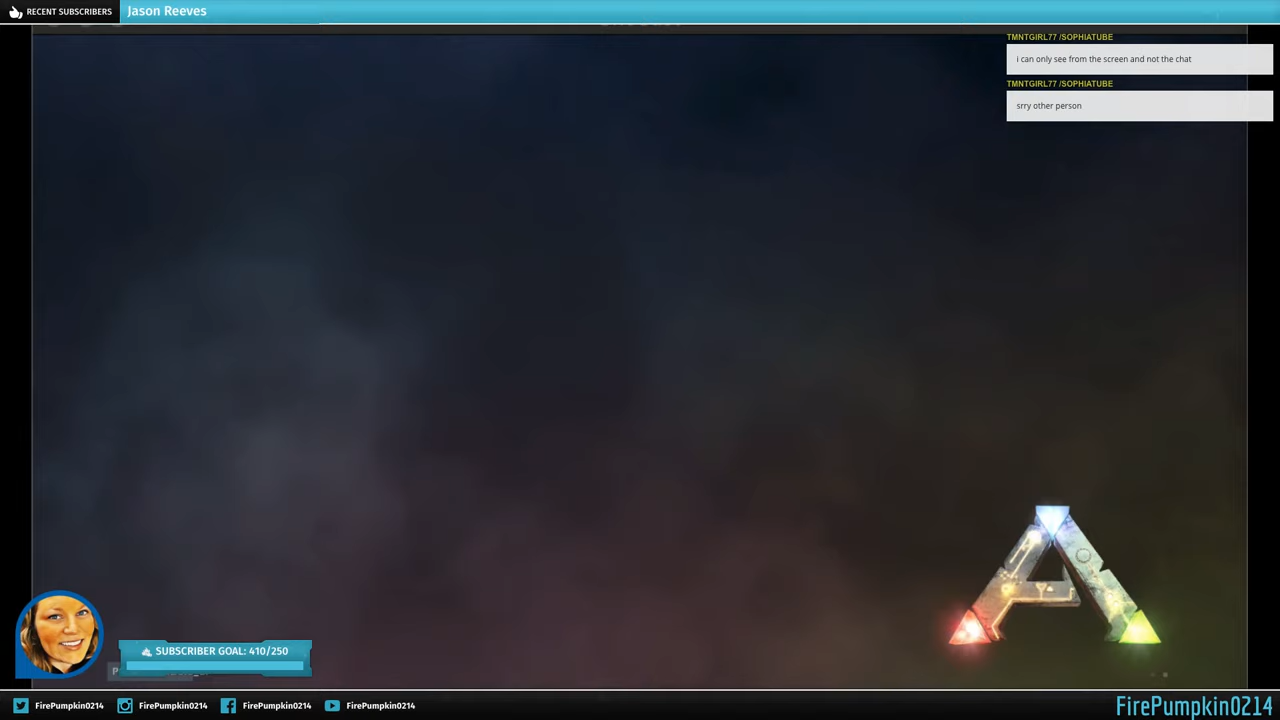 RECENT SUBSCRIBERS
Jason Reeves
TMNTGIRL77 /SOPHIATUBE
i can only see from the screen and not the chat
TMNTGIRL77 /SOPHIATUBE
srry other person
SUBSCRIBER GOAL: 410/250
FirePumpkin0214
FirePumpkin0214
FirePumpkin0214
FirePumpkin0214
FirePumpkin0214